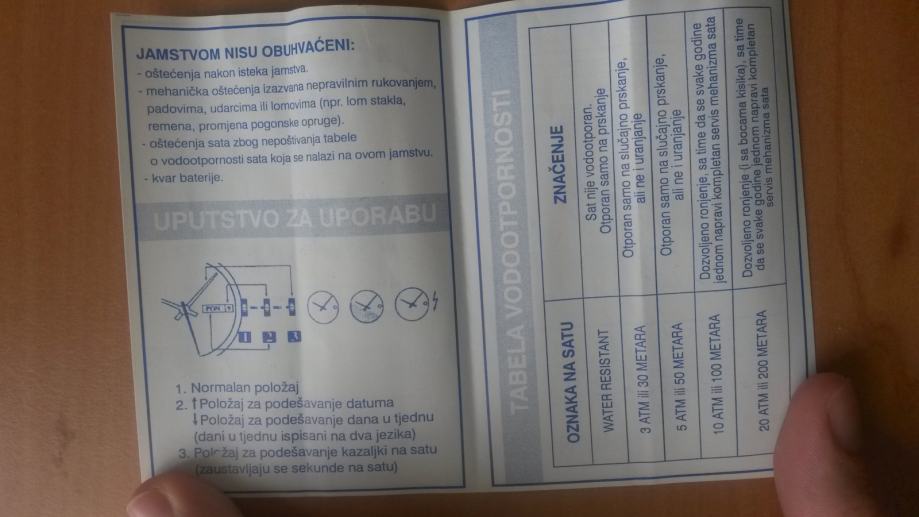 JAMSTVOM NISU OBUHVAĆENI:
- oštećenja nakon isteka jamstva.
- mehanička oštećenja izazvana nepravilnim rukovanjem,
padovima, udarcima ili lomovima (npr. lom stakla,
remena, promjena pogonske opruge).
- oštećenja sata zbog nepoštivanja tabele
o vodootpornosti sata koja se nalazi na ovom jamstvu.
- kvar baterije.
UPUTSTVO ZA UPORABU
PON
1 2 3
1. Normalan položaj
2. ↑Položaj za podešavanje datuma
↓Položaj za podešavanje dana u tjednu
(dani u tjednu ispisani na dva jezika)
3. Položaj za podešavanje kazaljki na satu
(zaustavljaju se sekunde na satu)
TABELA VODOOTPORNOSTI
OZNAKA NA SATU
ZNAČENJE
WATER RESISTANT
Sat nije vodootporan.
Otporan samo na prskanje
3 ATM ili 30 METARA
Otporan samo na slučajno prskanje,
ali ne i uranjanje
5 ATM ili 50 METARA
Otporan samo na slučajno prskanje,
ali ne i uranjanje
10 ATM ili 100 METARA
Dozvoljeno ronjenje, sa time da se svake godine
jednom napravi kompletan servis mehanizma sata
20 ATM ili 200 METARA
Dozvoljeno ronjenje (i sa bocama kisika), sa time
da se svake godine jednom napravi kompletan
servis mehanizma sata